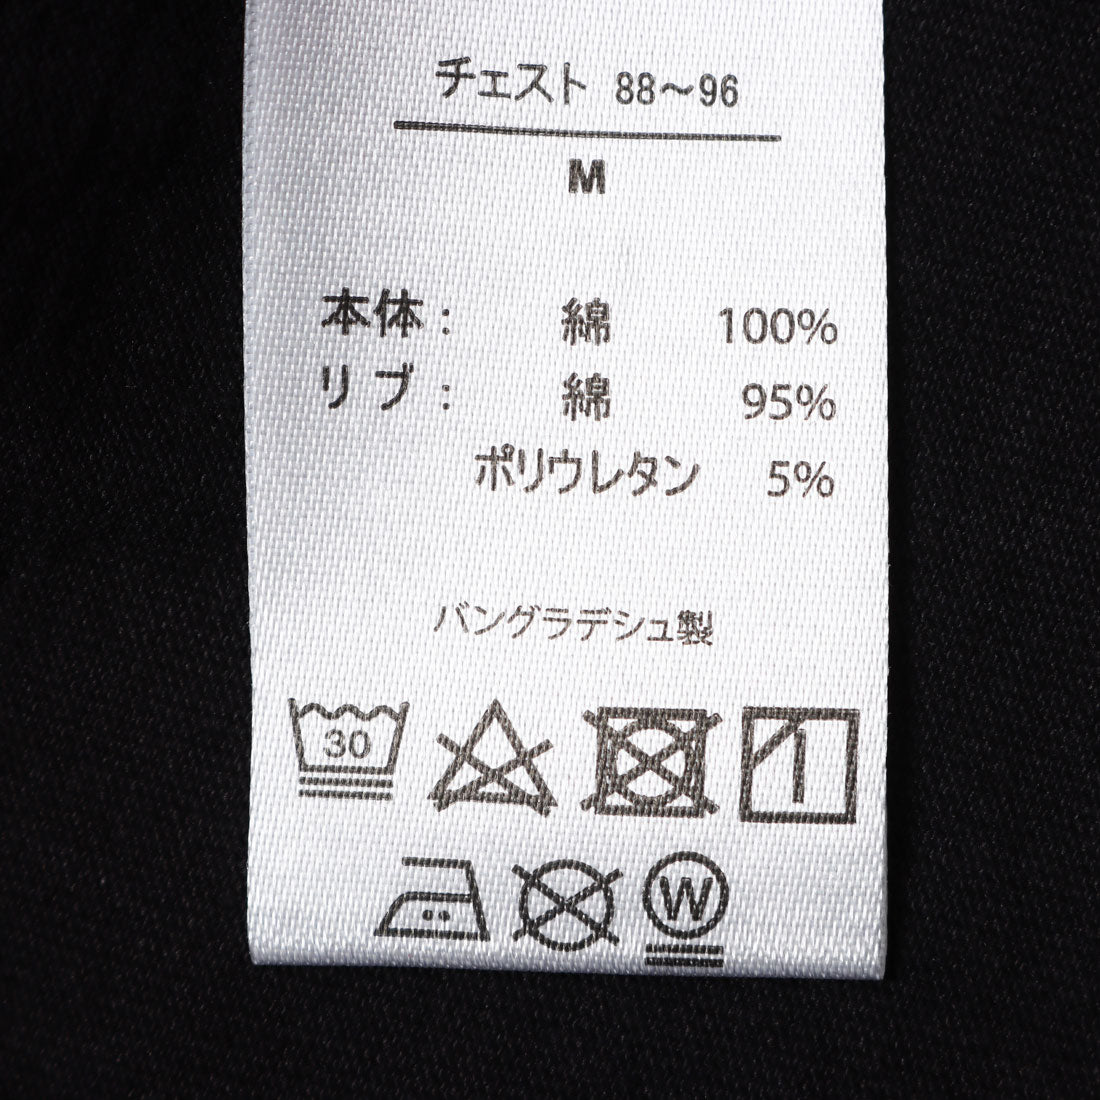 チェスト 88～96
M
本体： 綿 100%
リブ： 綿 95%
ポリウレタン 5%
バングラデシュ製
30
W